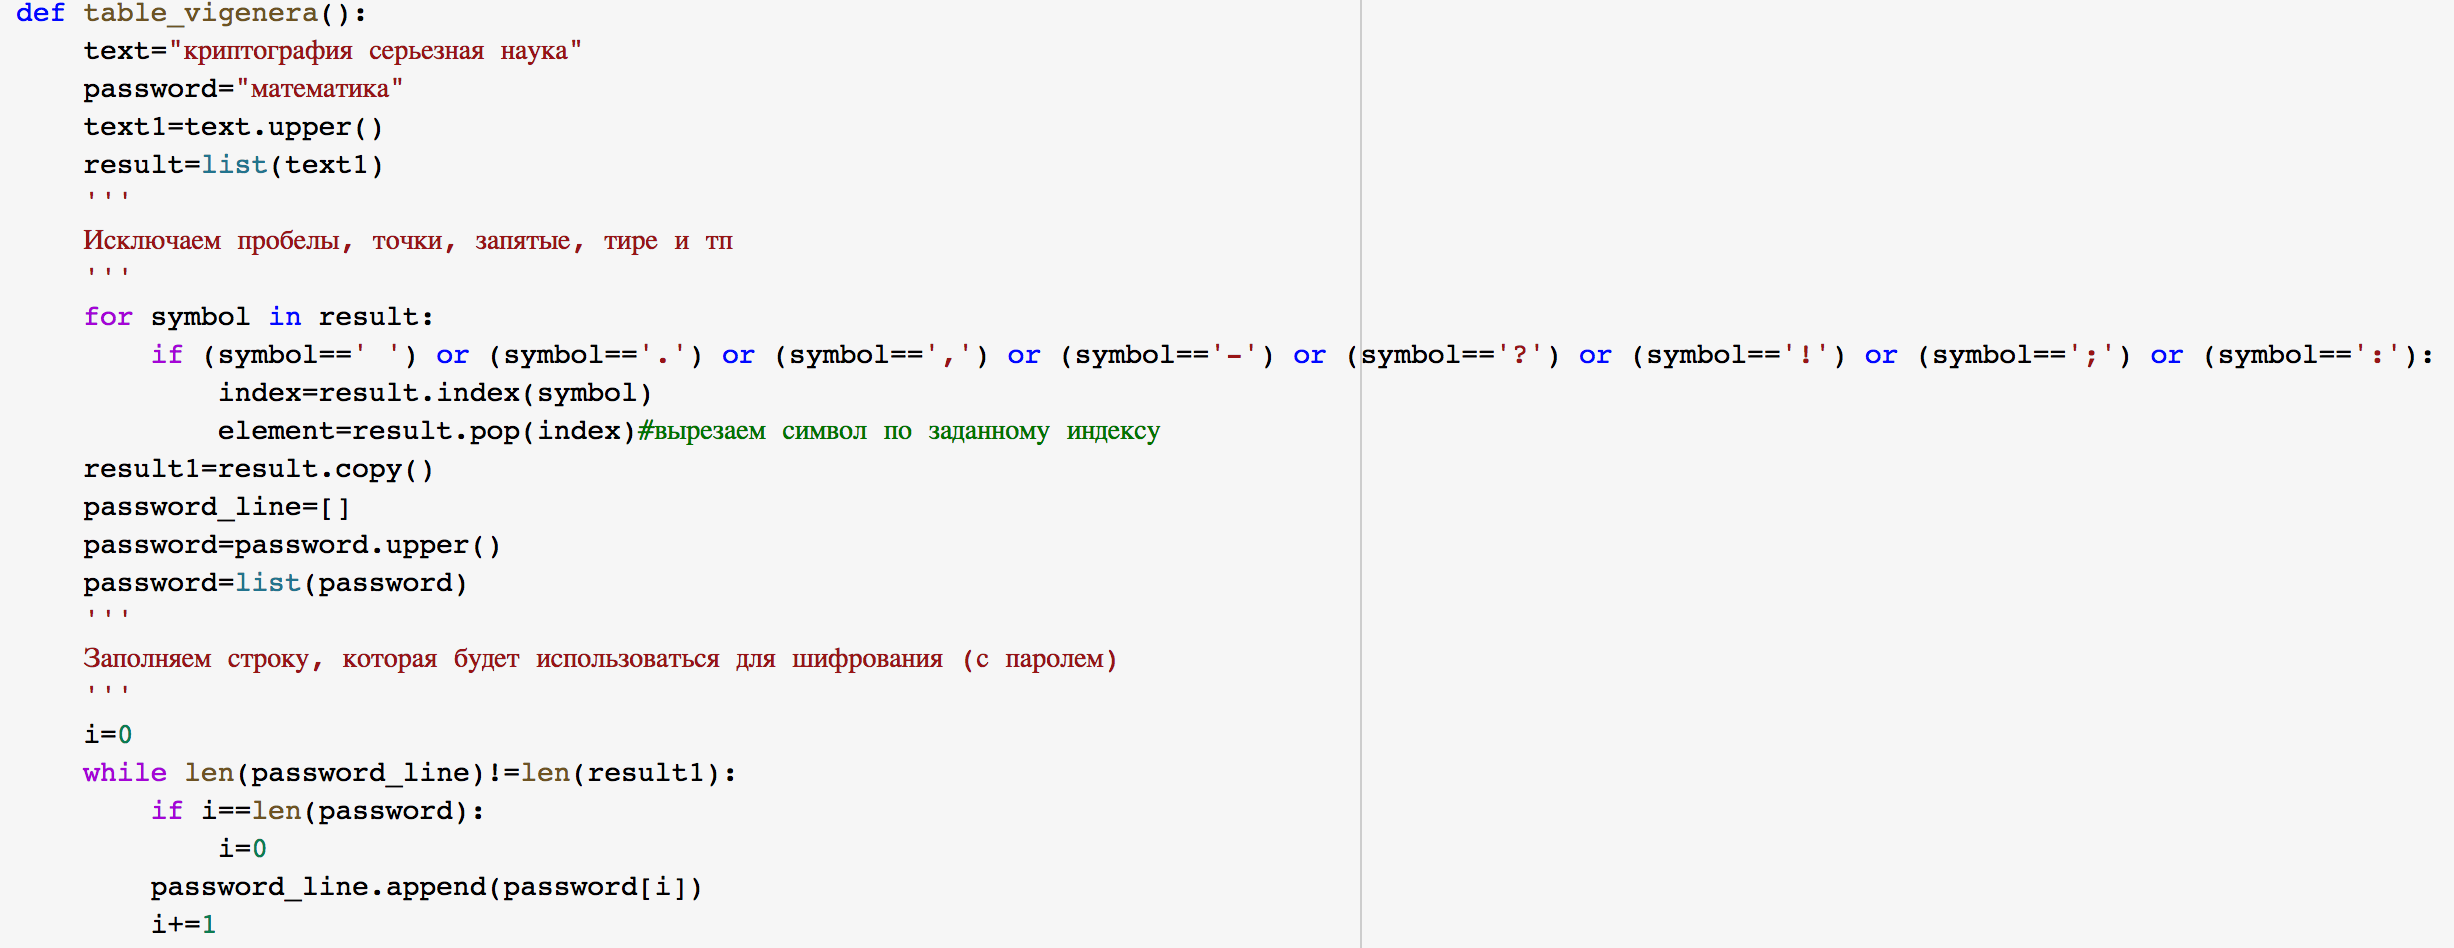 def table_vigenera():
    text="криптография серьезная наука"
    password="математика"
    text1=text.upper()
    result=list(text1)
    '''
    Исключаем пробелы, точки, запятые, тире и тп
    '''
    for symbol in result:
        if (symbol==' ') or (symbol=='.') or (symbol==',') or (symbol=='-') or (symbol=='?') or (symbol=='!') or (symbol==';') or (symbol==':'):
            index=result.index(symbol)
            element=result.pop(index)#вырезаем символ по заданному индексу
    result1=result.copy()
    password_line=[]
    password=password.upper()
    password=list(password)
    '''
    Заполняем строку, которая будет использоваться для шифрования (с паролем)
    '''
    i=0
    while len(password_line)!=len(result1):
        if i==len(password):
            i=0
        password_line.append(password[i])
        i+=1